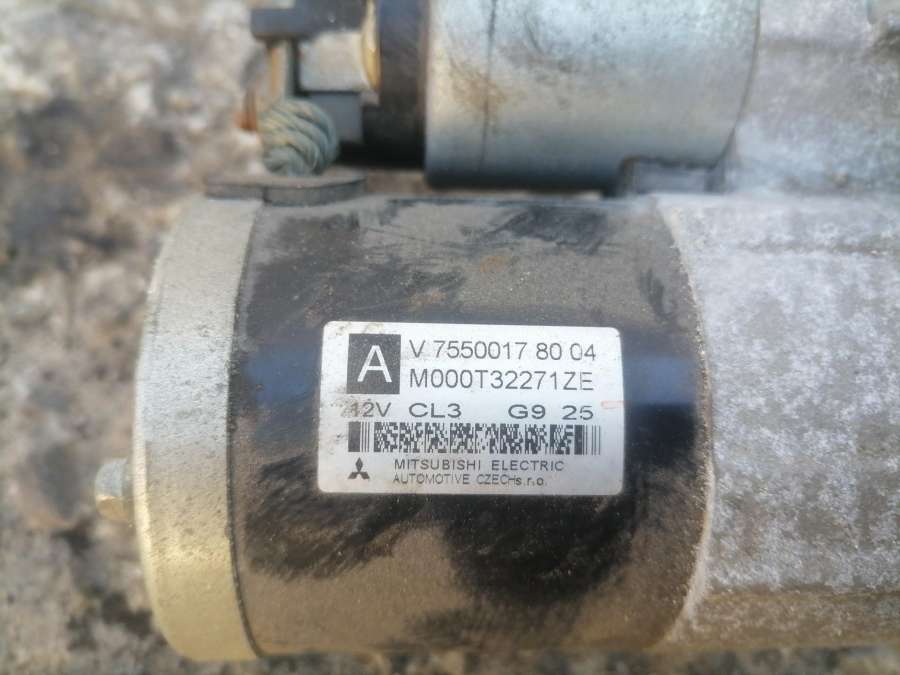 A
V 7550017 80 04
M000T32271ZE
12V CL3 G9 25
MITSUBISHI ELECTRIC
AUTOMOTIVE CZECH s.r.o.